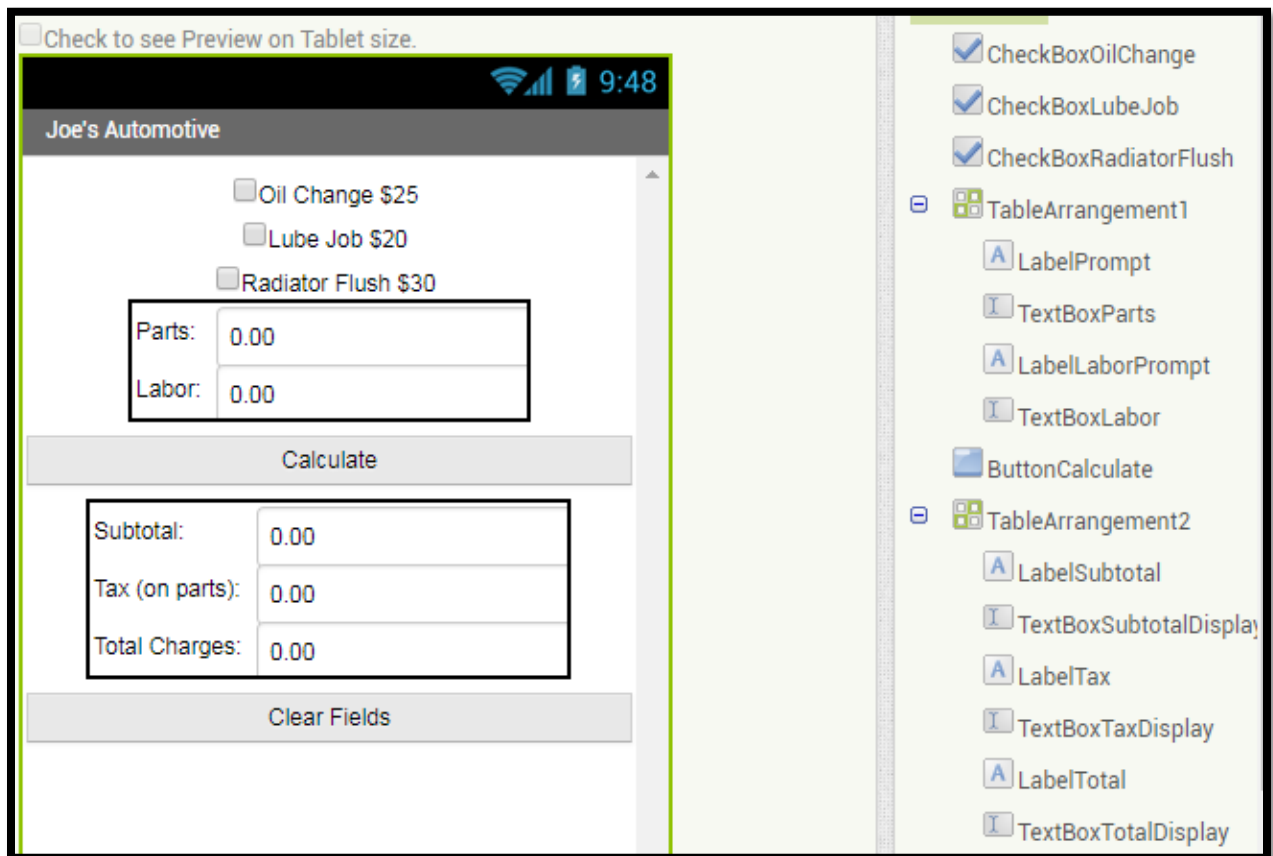 Check to see Preview on Tablet size.
9:48
Joe's Automotive
Oil Change $25
Lube Job $20
Radiator Flush $30
Parts: 0.00
Labor: 0.00
Calculate
Subtotal: 0.00
Tax (on parts): 0.00
Total Charges: 0.00
Clear Fields
CheckBoxOilChange
CheckBoxLubeJob
CheckBoxRadiatorFlush
TableArrangement1
A LabelPrompt
TextBoxParts
A LabelLaborPrompt
TextBoxLabor
ButtonCalculate
TableArrangement2
A LabelSubtotal
TextBoxSubtotalDisplay
A LabelTax
TextBoxTaxDisplay
A LabelTotal
TextBoxTotalDisplay